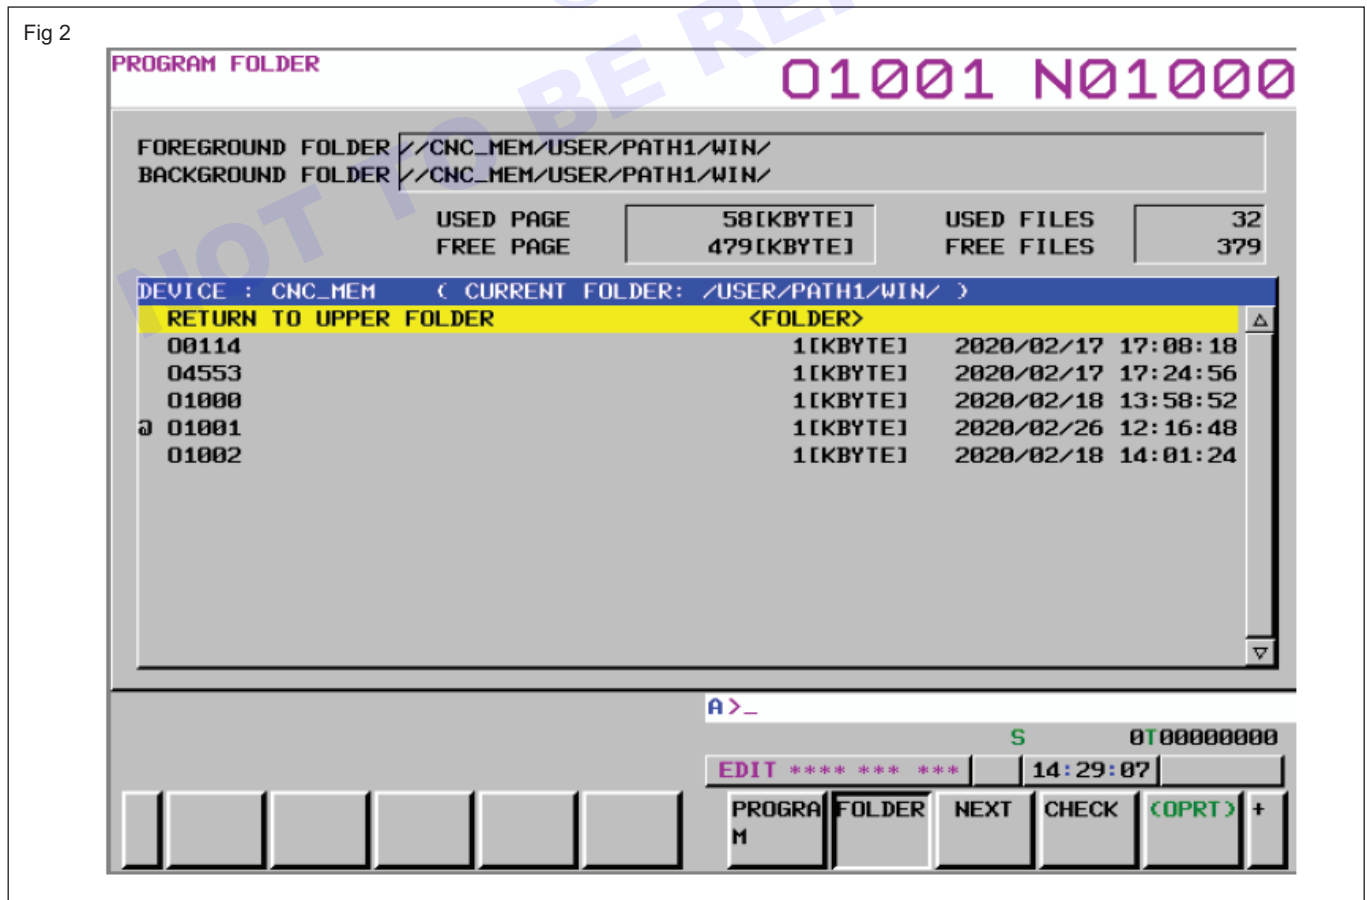 Fig 2
PROGRAM FOLDER O1001 N01000
FOREGROUND FOLDER //CNC_MEM/USER/PATH1/WIN/
BACKGROUND FOLDER //CNC_MEM/USER/PATH1/WIN/
USED PAGE 58[KBYTE] USED FILES 32
FREE PAGE 479[KBYTE] FREE FILES 379
DEVICE : CNC_MEM ( CURRENT FOLDER: /USER/PATH1/WIN/ )
RETURN TO UPPER FOLDER <FOLDER>
O0114 1[KBYTE] 2020/02/17 17:08:18
O4553 1[KBYTE] 2020/02/17 17:24:56
O1000 1[KBYTE] 2020/02/18 13:58:52
@ O1001 1[KBYTE] 2020/02/26 12:16:48
O1002 1[KBYTE] 2020/02/18 14:01:24
A>_
S 0T00000000
EDIT **** *** *** 14:29:07
PROGRA FOLDER NEXT CHECK (OPRT) +
M
NOT TO BE RE